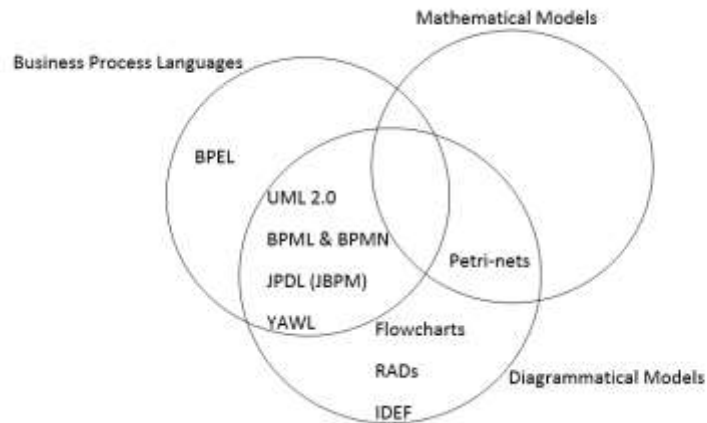 Mathematical Models
Business Process Languages
BPEL
UML 2.0
BPML & BPMN
JPDL (JBPM)
YAWL
Petri-nets
Flowcharts
RADs
IDEF
Diagrammatical Models